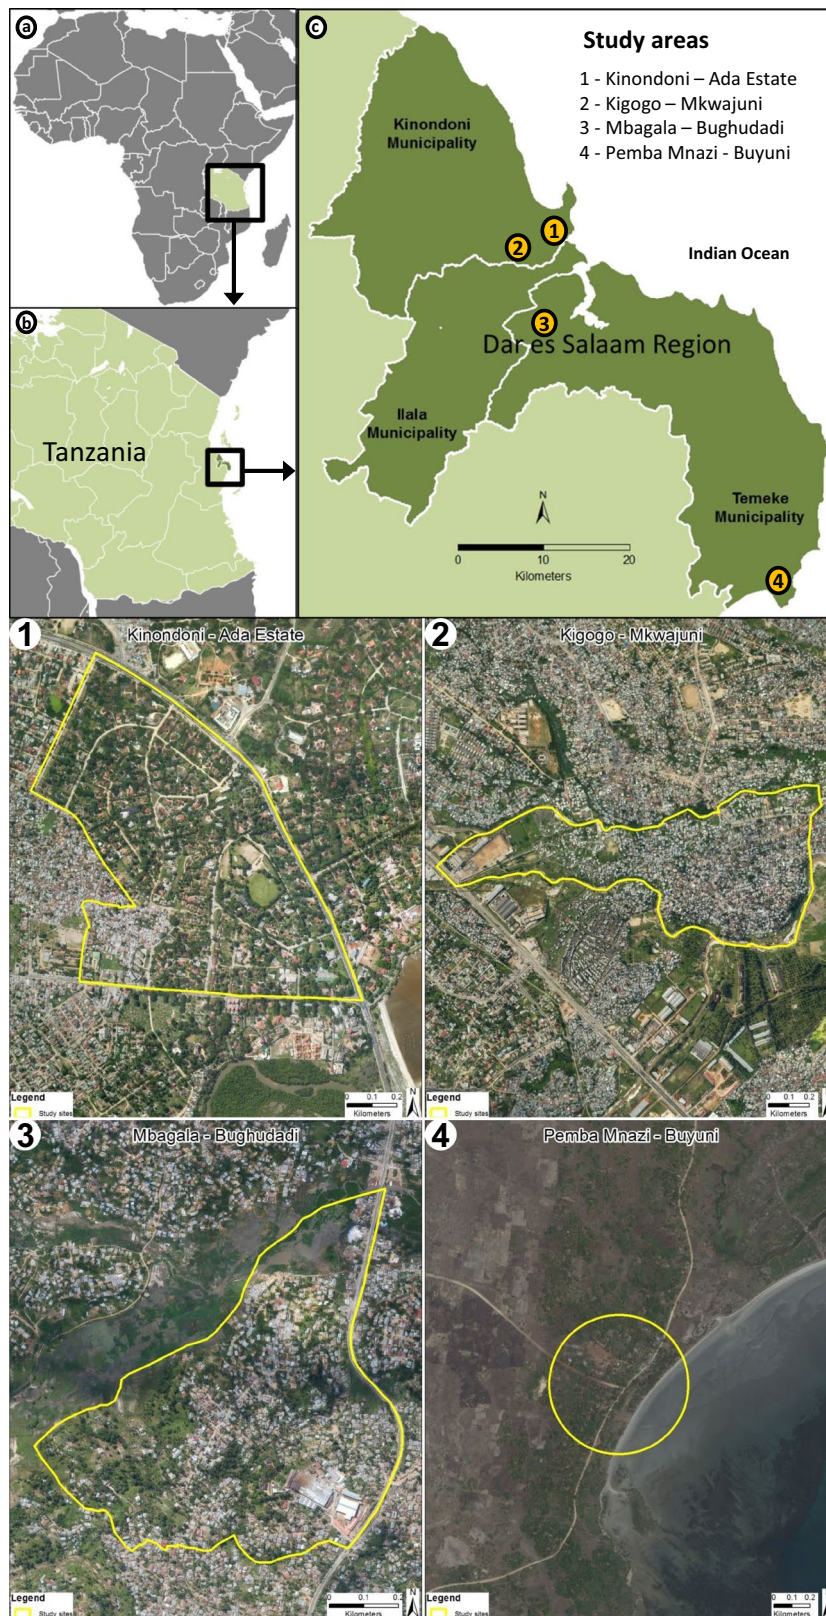 a
c
Study areas
1 - Kinondoni – Ada Estate
2 - Kigogo – Mkwajuni
3 - Mbagala – Bughudadi
4 - Pemba Mnazi - Buyuni
Kinondoni
Municipality
1
2
Indian Ocean
3
Dar es Salaam Region
Ilala
Municipality
N
0 10 20
Kilometers
Temeke
Municipality
4
b
Tanzania
1
Kinondoni - Ada Estate
Legend
Study sites
0 0.1 0.2
Kilometers
N
2
Kigogo - Mkwajuni
Legend
Study sites
0 0.1 0.2
Kilometers
N
3
Mbagala - Bughudadi
Legend
Study sites
0 0.1 0.2
Kilometers
N
4
Pemba Mnazi - Buyuni
Legend
Study sites
0 0.1 0.2
Kilometers
N